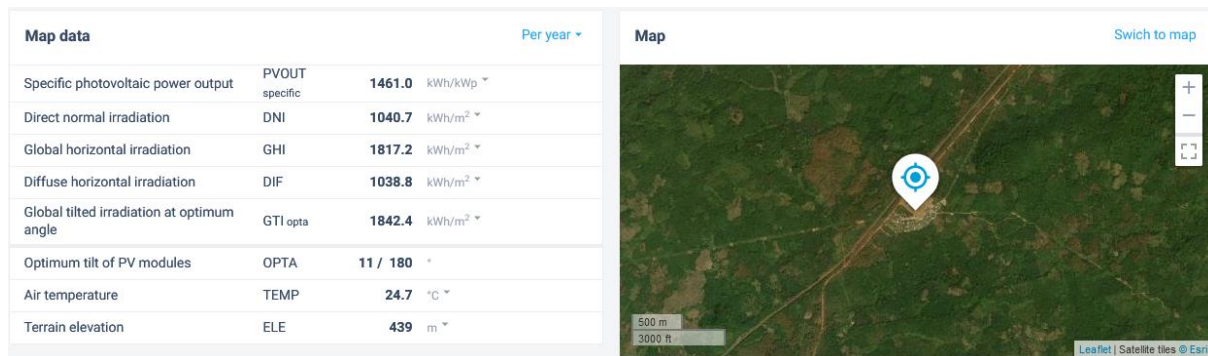 Map data Per year
Specific photovoltaic power output PVOUT specific 1461.0 kWh/kWp
Direct normal irradiation DNI 1040.7 kWh/m²
Global horizontal irradiation GHI 1817.2 kWh/m²
Diffuse horizontal irradiation DIF 1038.8 kWh/m²
Global tilted irradiation at optimum angle GTI opta 1842.4 kWh/m²
Optimum tilt of PV modules OPTA 11 / 180 °
Air temperature TEMP 24.7 °C
Terrain elevation ELE 439 m
Map Swich to map
+
−
500 m
3000 ft
Leaflet | Satellite tiles © Esri